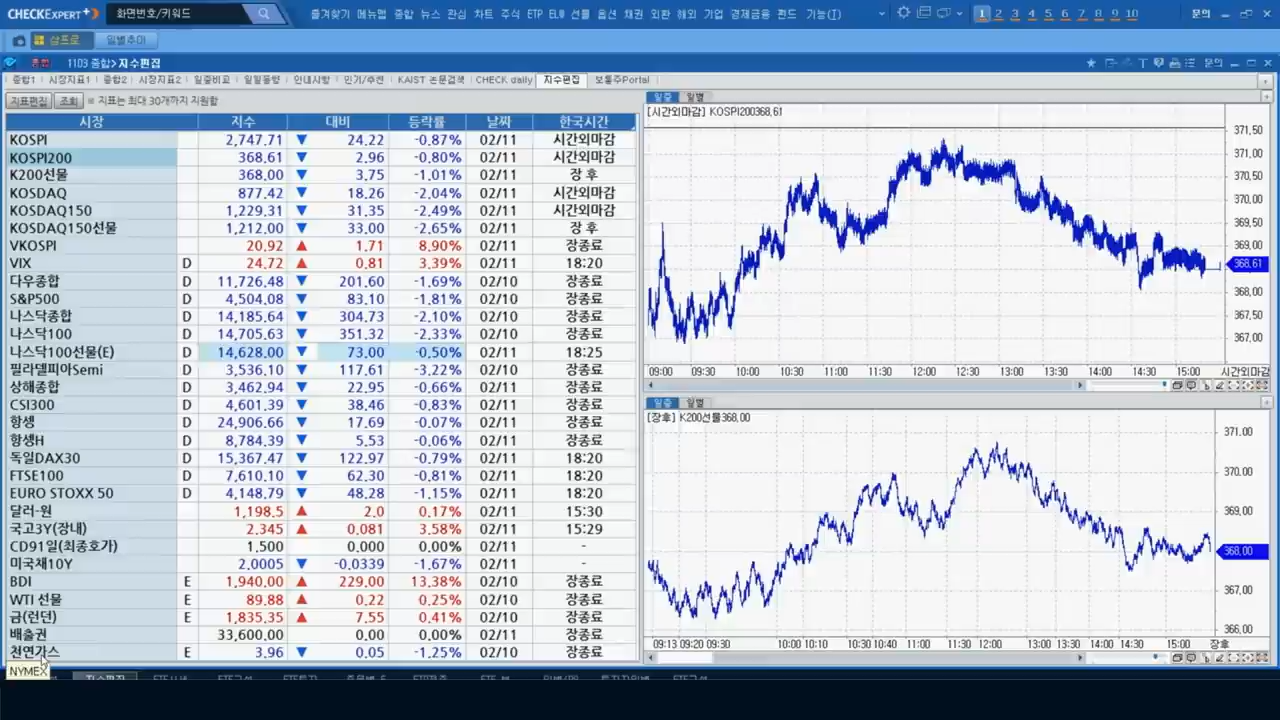 CHECK EXPERT+ 화면번호/키워드 즐겨찾기 메뉴맵 종합 뉴스 관심 차트 주식 ETP ELW 선물 옵션 채권 외환 해외 기업 경제금융 펀드 기능(T) 1 2 3 4 5 6 7 8 9 10 문의
삼프로 일별추이
종합 1103 종합>지수편집 문의
종합1 시장지표1 종합2 시장지표2 일중비교 안내사항 민기/추천 KAIST 논문검색 CHECK daily 지수편집 보통주Portal
지표편집 조회 ※ 지표는 최대 30개까지 지원함
시장 지수 대비 등락률 날짜 한국시간
KOSPI 2,747.71 ▼ 24.22 -0.87% 02/11 시간외마감
KOSPI200 368.61 ▼ 2.96 -0.80% 02/11 시간외마감
K200선물 368.00 ▼ 3.75 -1.01% 02/11 장 후
KOSDAQ 877.42 ▼ 18.26 -2.04% 02/11 시간외마감
KOSDAQ150 1,229.31 ▼ 31.35 -2.49% 02/11 시간외마감
KOSDAQ150선물 1,212.00 ▼ 33.00 -2.65% 02/11 장 후
VKOSPI 20.92 ▲ 1.71 8.90% 02/11 장종료
VIX D 24.72 ▲ 0.81 3.39% 02/11 18:20
다우종합 D 11,726.48 ▼ 201.60 -1.69% 02/10 장종료
S&P500 D 4,504.08 ▼ 83.10 -1.81% 02/10 장종료
나스닥종합 D 14,185.64 ▼ 304.73 -2.10% 02/10 장종료
나스닥100 D 14,705.63 ▼ 351.32 -2.33% 02/10 장종료
나스닥100선물(E) D 14,628.00 ▼ 73.00 -0.50% 02/11 18:25
필라델피아Semi D 3,536.10 ▼ 117.61 -3.22% 02/10 장종료
상해종합 D 3,462.94 ▼ 22.95 -0.66% 02/11 장종료
CSI300 D 4,601.39 ▼ 38.46 -0.83% 02/11 장종료
항셍 D 24,906.66 ▼ 17.69 -0.07% 02/11 장종료
항셍H D 8,784.39 ▼ 5.53 -0.06% 02/11 장종료
독일DAX30 D 15,367.47 ▼ 122.97 -0.79% 02/11 18:20
FTSE100 D 7,610.10 ▼ 62.30 -0.81% 02/11 18:20
EURO STOXX 50 D 4,148.79 ▼ 48.28 -1.15% 02/11 18:20
달러-원 1,198.5 ▲ 2.0 0.17% 02/11 15:30
국고3Y(장내) 2.345 ▲ 0.081 3.58% 02/11 15:29
CD91일(최종호가) 1.500 0.000 0.00% 02/11 -
미국채10Y 2.0005 ▼ -0.0339 -1.67% 02/11 -
BDI E 1,940.00 ▲ 229.00 13.38% 02/10 장종료
WTI 선물 E 89.88 ▲ 0.22 0.25% 02/10 장종료
금(런던) E 1,835.35 ▲ 7.55 0.41% 02/10 장종료
배출권 33,600.00 0.00 0.00% 02/11 장종료
천연가스 E 3.96 ▼ 0.05 -1.25% 02/10 장종료
NYMEX
지수편집
일중 일별
[시간외마감] KOSPI200368.61
371.50
371.00
370.50
370.00
369.50
369.00
368.61
368.00
367.50
367.00
09:00 09:30 10:00 10:30 11:00 11:30 12:00 12:30 13:00 13:30 14:00 14:30 15:00 시간외마감
일중 일별
[장후] K200선물368.00
371.00
370.00
369.00
368.00
367.00
366.00
09:13 09:20 09:30 10:00 10:10 10:30 10:40 11:00 11:30 12:00 12:30 13:00 13:30 14:00 14:30 15:00 장후